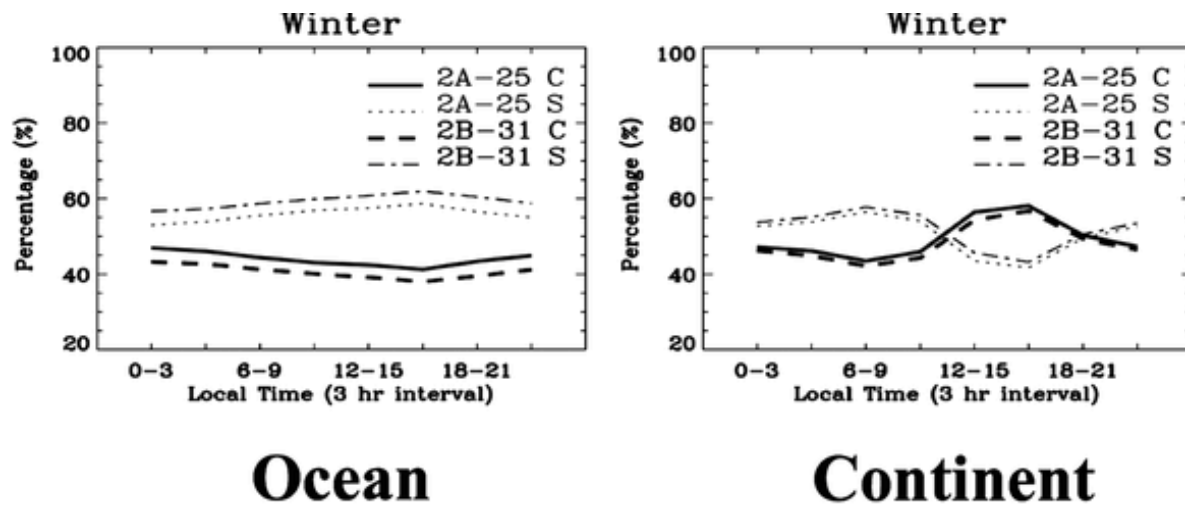 Winter
100
80
60
40
20
Percentage (%)
2A-25 C
2A-25 S
2B-31 C
2B-31 S
0-3 6-9 12-15 18-21
Local Time (3 hr interval)
Ocean
Winter
100
80
60
40
20
Percentage (%)
2A-25 C
2A-25 S
2B-31 C
2B-31 S
0-3 6-9 12-15 18-21
Local Time (3 hr interval)
Continent